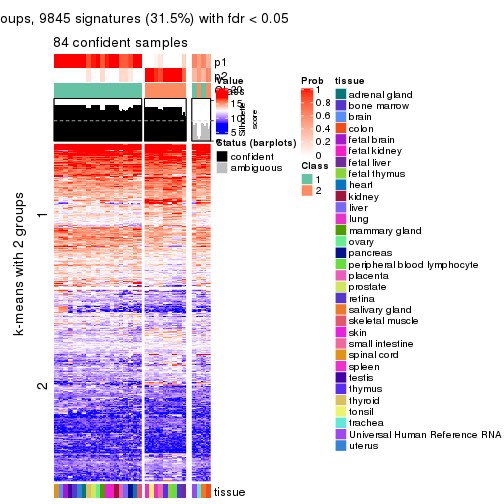 oups, 9845 signatures (31.5%) with fdr < 0.05
84 confident samples
p1
p2
Class
Silhouette
score
k-means with 2 groups
1
2
tissue
Value
15
10
5
Status (barplots)
confident
ambiguous
Prob
1
0.8
0.6
0.4
0.2
0
Class
1
2
tissue
adrenal gland
bone marrow
brain
colon
fetal brain
fetal kidney
fetal liver
fetal thymus
heart
kidney
liver
lung
mammary gland
ovary
pancreas
peripheral blood lymphocyte
placenta
prostate
retina
salivary gland
skeletal muscle
skin
small intestine
spinal cord
spleen
testis
thymus
thyroid
tonsil
trachea
Universal Human Reference RNA
uterus